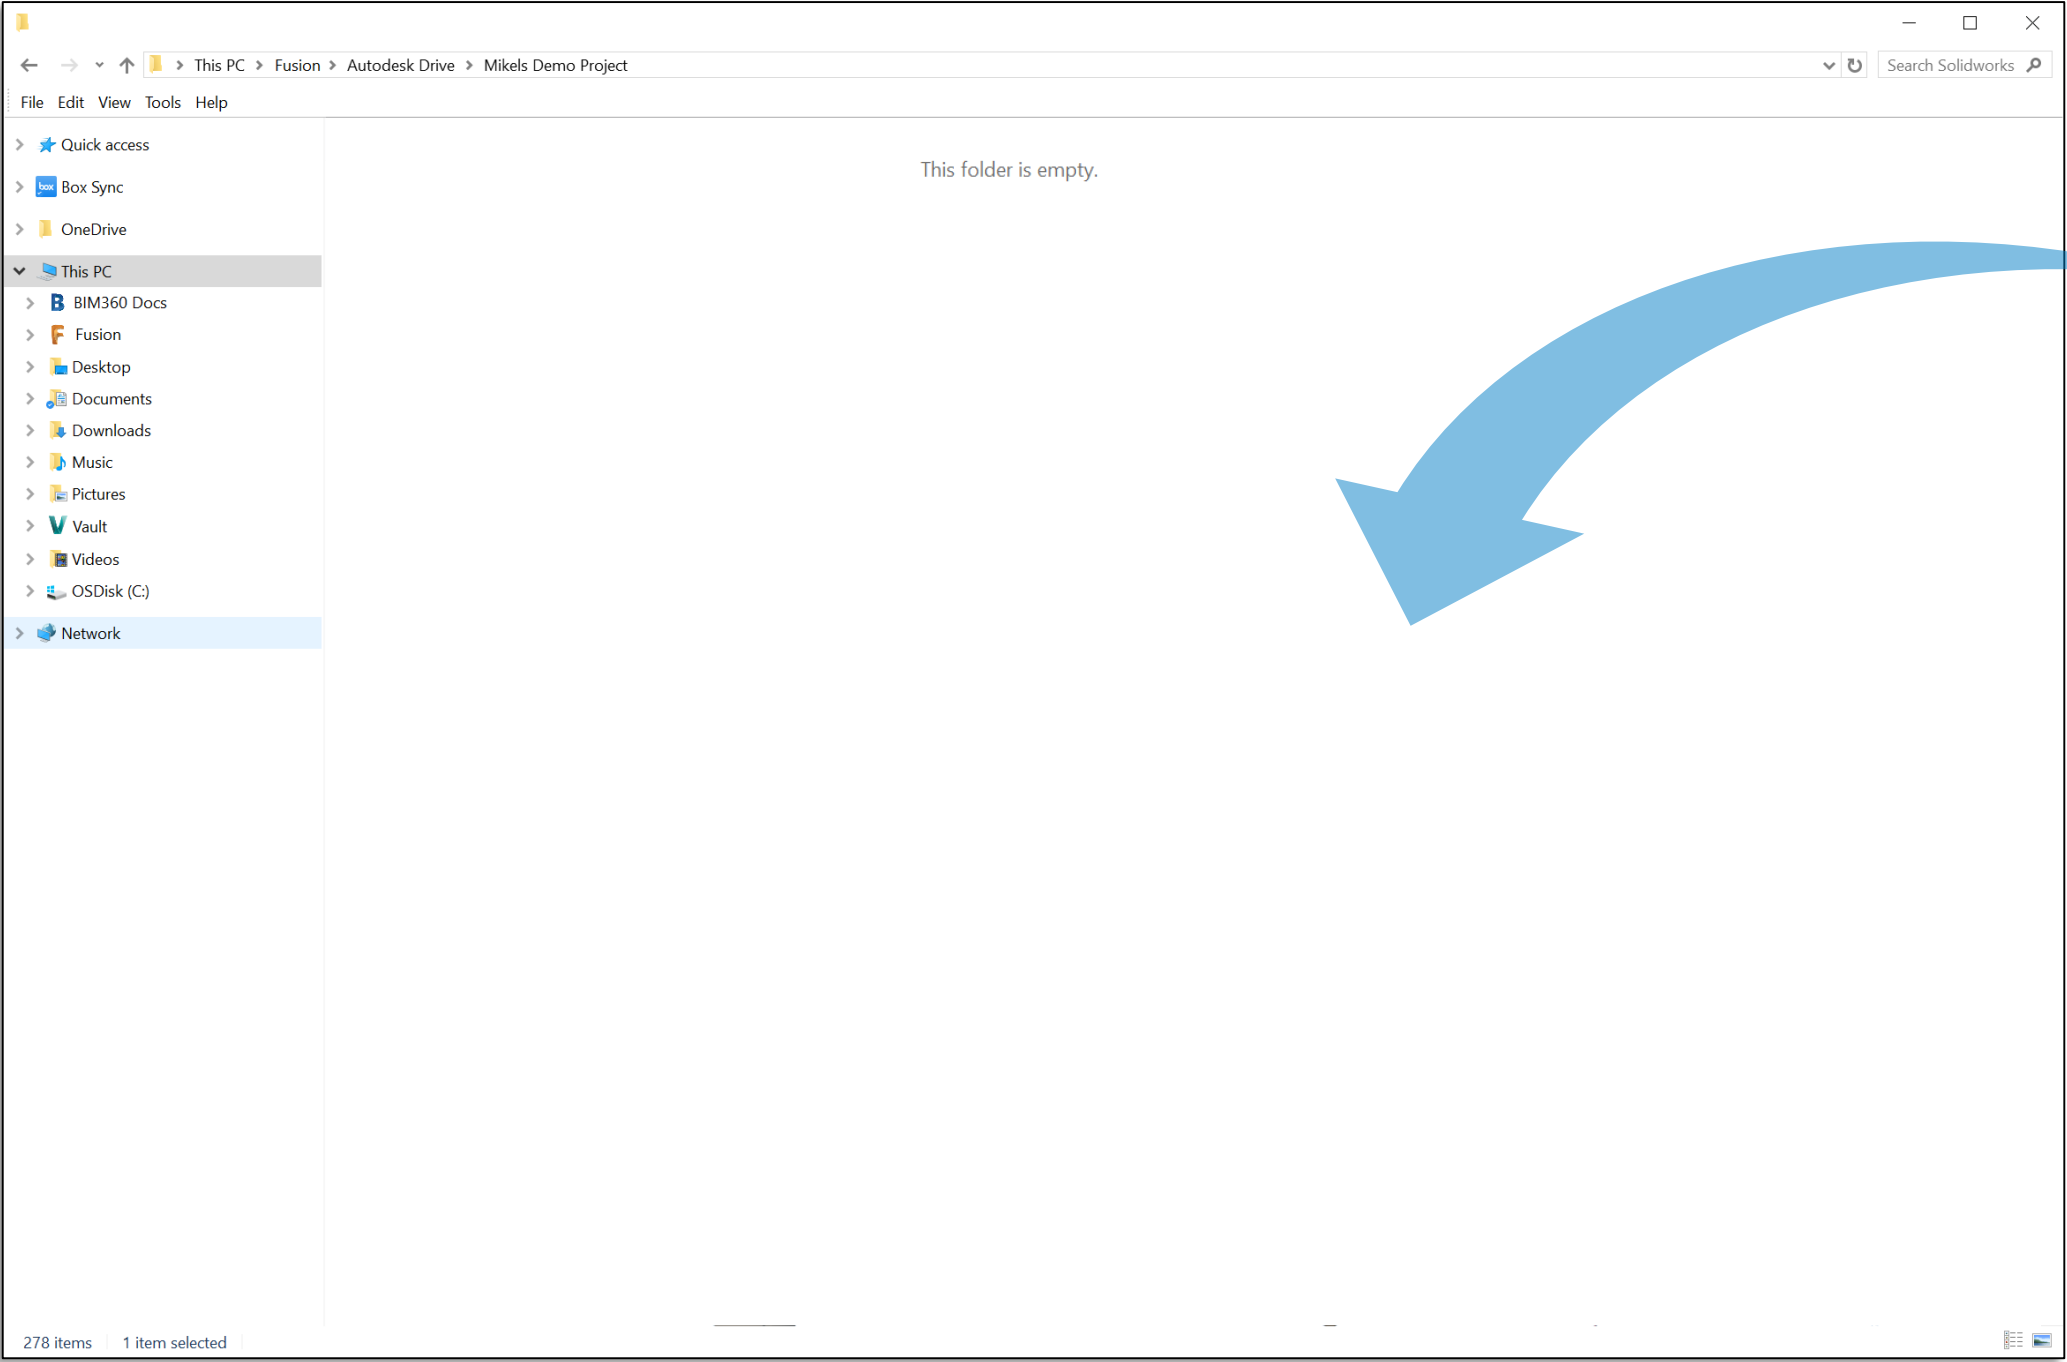 This PC > Fusion > Autodesk Drive > Mikels Demo Project
Search Solidworks
File Edit View Tools Help
Quick access
box Box Sync
OneDrive
This PC
BIM360 Docs
Fusion
Desktop
Documents
Downloads
Music
Pictures
Vault
Videos
OSDisk (C:)
Network
This folder is empty.
278 items 1 item selected